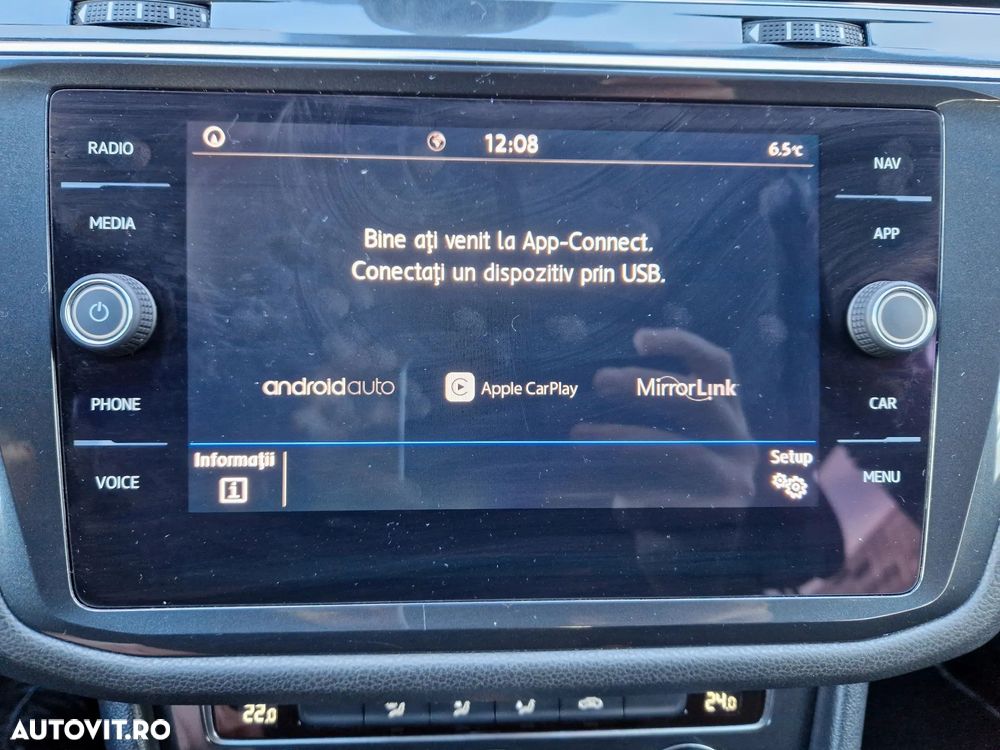 12:08
6.5°C
RADIO
MEDIA
PHONE
VOICE
Bine ați venit la App-Connect.
Conectați un dispozitiv prin USB.
androidauto
Apple CarPlay
MirrorLink
Informații
i
Setup
NAV
APP
CAR
MENU
22.0
24.0
AUTOVIT.RO